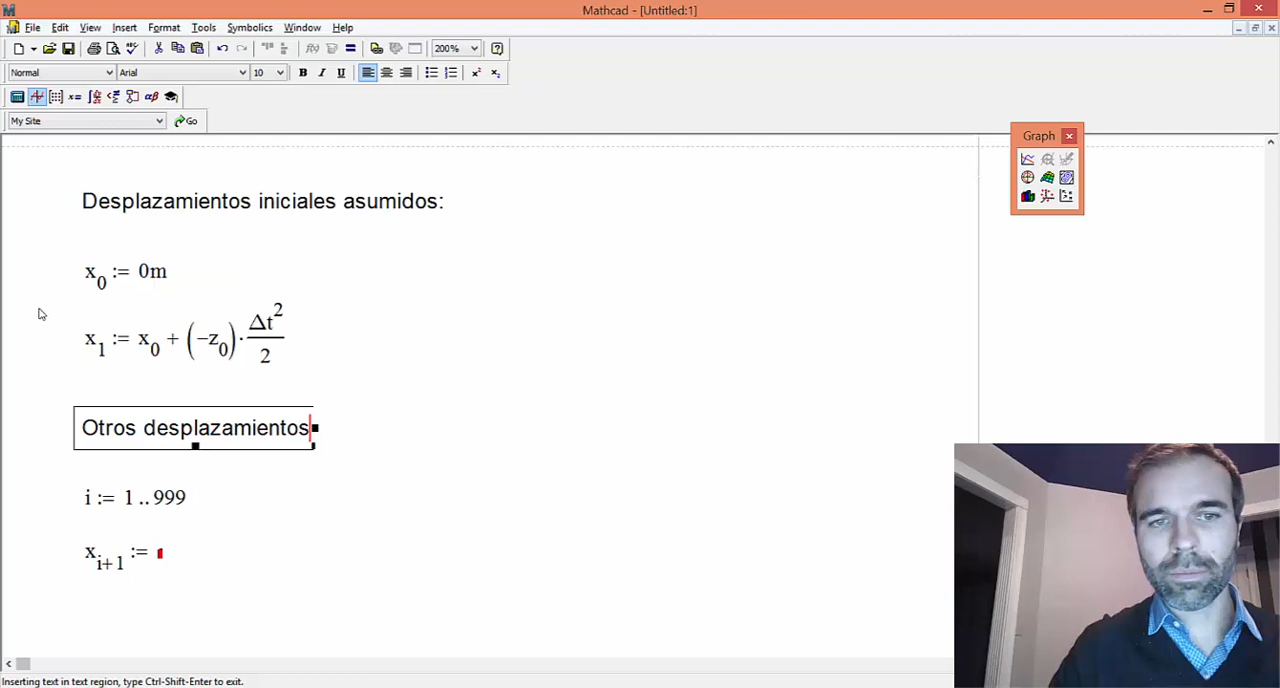 Mathcad - [Untitled:1]
File Edit View Insert Format Tools Symbolics Window Help
200%
Normal Arial 10 B I U
My Site Go
Graph
Desplazamientos iniciales asumidos:
x₀ := 0m
x₁ := x₀ + (−z₀)·Δt²/2
Otros desplazamientos
i := 1 .. 999
xᵢ₊₁ :=
Inserting text in text region, type Ctrl-Shift-Enter to exit.